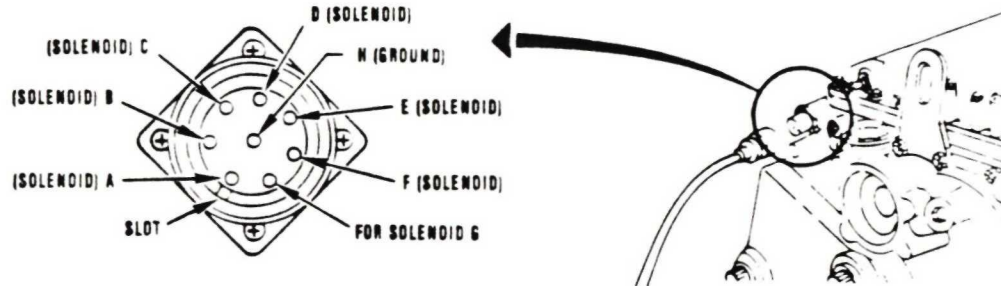 D (SOLENOID)
(SOLENOID) C
H (GROUND)
(SOLENOID) B
E (SOLENOID)
(SOLENOID) A
F (SOLENOID)
SLOT
FOR SOLENOID G